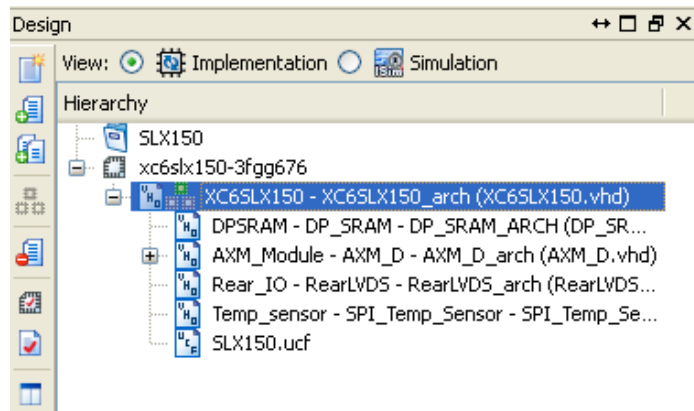 Design
View: Implementation Simulation
Hierarchy
SLX150
xc6slx150-3fgg676
XC6SLX150 - XC6SLX150_arch (XC6SLX150.vhd)
DPSRAM - DP_SRAM - DP_SRAM_ARCH (DP_SR...
AXM_Module - AXM_D - AXM_D_arch (AXM_D.vhd)
Rear_IO - RearLVDS - RearLVDS_arch (RearLVDS...
Temp_sensor - SPI_Temp_Sensor - SPI_Temp_Se...
SLX150.ucf